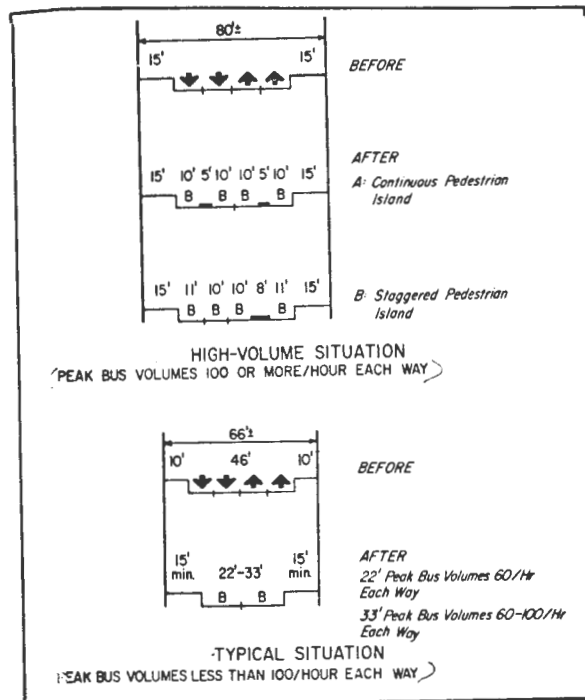 80'±
15' 15'
BEFORE
AFTER
15' 10' 5' 10' 10' 5' 10' 15'
A: Continuous Pedestrian
Island
B B B B
15' 11' 10' 10' 8' 11' 15'
B: Staggered Pedestrian
Island
B B B B
HIGH-VOLUME SITUATION
(PEAK BUS VOLUMES 100 OR MORE/HOUR EACH WAY)
66'±
10' 46' 10'
BEFORE
15' 15'
min. 22'-33' min.
AFTER
22' Peak Bus Volumes 60/Hr
Each Way
B B
33' Peak Bus Volumes 60-100/Hr
Each Way
TYPICAL SITUATION
(PEAK BUS VOLUMES LESS THAN 100/HOUR EACH WAY)